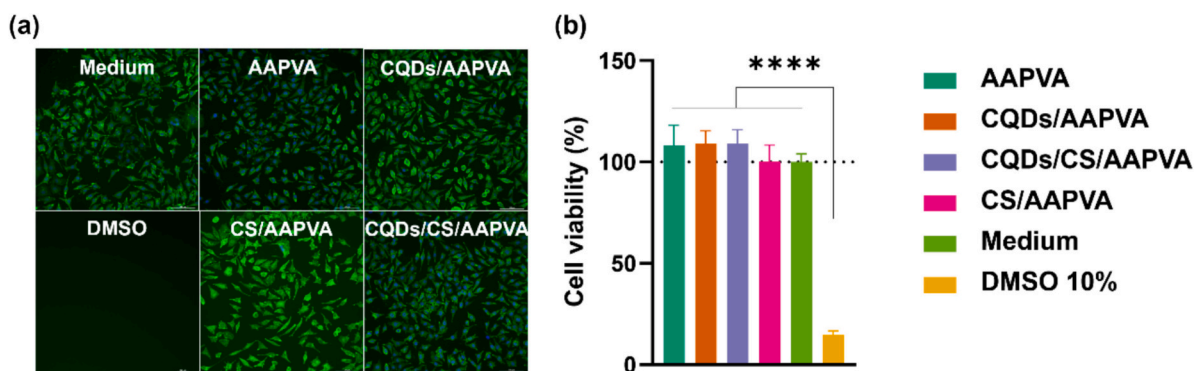 (a)
Medium
AAPVA
CQDs/AAPVA
DMSO
CS/AAPVA
CQDs/CS/AAPVA
(b)
Cell viability (%)
150
100
50
0
****
AAPVA
CQDs/AAPVA
CQDs/CS/AAPVA
CS/AAPVA
Medium
DMSO 10%